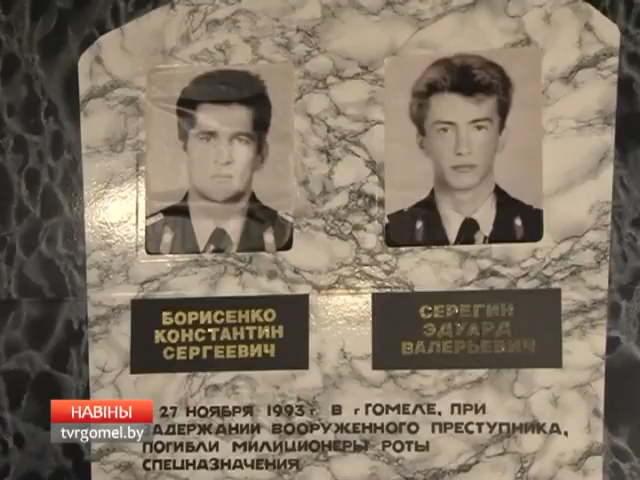 БОРИСЕНКО
КОНСТАНТИН
СЕРГЕЕВИЧ
СЕРЕГИН
ЭДУАРД
ВАЛЕРЬЕВИЧ
27 НОЯБРЯ 1993 г. В г ГОМЕЛЕ, ПРИ
ЗАДЕРЖАНИИ ВООРУЖЕННОГО ПРЕСТУПНИКА,
ПОГИБЛИ МИЛИЦИОНЕРЫ РОТЫ
СПЕЦНАЗНАЧЕНИЯ
НАВІНЫ
tvrgomel.by